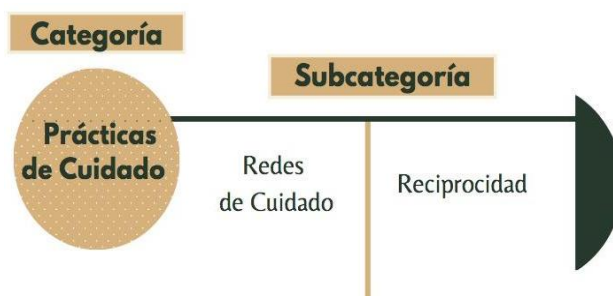 Categoría
Subcategoría
Prácticas
de Cuidado
Redes
de Cuidado
Reciprocidad